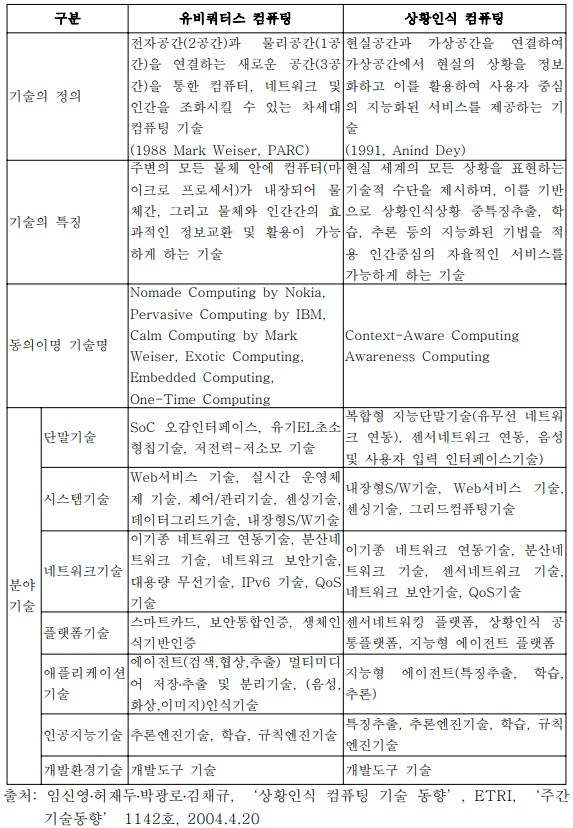 구분 유비쿼터스 컴퓨팅 상황인식 컴퓨팅
기술의 정의
전자공간(2공간)과 물리공간(1공
간)을 연결하는 새로운 공간(3공
간)을 통한 컴퓨터, 네트워크 및
인간을 조화시킬 수 있는 차세대
컴퓨팅 기술
(1988 Mark Weiser, PARC)
현실공간과 가상공간을 연결하여
가상공간에서 현실의 상황을 정보
화하고 이를 활용하여 사용자 중심
의 지능화된 서비스를 제공하는 기
술
(1991, Anind Dey)
기술의 특징
주변의 모든 물체 안에 컴퓨터(마
이크로 프로세서)가 내장되어 물
체간, 그리고 물체와 인간간의 효
과적인 정보교환 및 활용이 가능
하게 하는 기술
현실 세계의 모든 상황을 표현하는
기술적 수단을 제시하며, 이를 기반
으로 상황인식상황 중특징추출, 학
습, 추론 등의 지능화된 기법을 적
용 인간중심의 자율적인 서비스를
가능하게 하는 기술
동의이명 기술명
Nomade Computing by Nokia,
Pervasive Computing by IBM,
Calm Computing by Mark
Weiser, Exotic Computing,
Embedded Computing,
One-Time Computing
Context-Aware Computing
Awareness Computing
분야
기술
단말기술
SoC 오감인터페이스, 유기EL초소
형칩기술, 저전력-저소모 기술
복합형 지능단말기술(유무선 네트워
크 연동), 센서네트워크 연동, 음성
및 사용자 입력 인터페이스기술)
시스템기술
Web서비스 기술, 실시간 운영체
제 기술, 제어/관리기술, 센싱기술,
데이터그리드기술, 내장형S/W기술
내장형S/W기술, Web서비스 기술,
센싱기술, 그리드컴퓨팅기술
네트워크기술
이기종 네트워크 연동기술, 분산네
트워크 기술, 네트워크 보안기술,
대용량 무선기술, IPv6 기술, QoS
기술
이기종 네트워크 연동기술, 분산네
트워크 기술, 센서네트워크 기술,
네트워크 보안기술, QoS기술
플랫폼기술
스마트카드, 보안통합인증, 생체인
식기반인증
센서네트워킹 플랫폼, 상황인식 공
통플랫폼, 지능형 에이전트 플랫폼
애플리케이션
기술
에이전트(검색,협상,추출) 멀티미디
어 저장·추출 및 분리기술, (음성,
화상,이미지)인식기술
지능형 에이전트(특징추출, 학습,
추론)
인공지능기술
추론엔진기술, 학습, 규칙엔진기술
특징추출, 추론엔진기술, 학습, 규칙
엔진기술
개발환경기술
개발도구 기술
개발도구 기술
출처: 임신영·허재두·박광로·김채규, ‘상황인식 컴퓨팅 기술 동향’, ETRI, ‘주간
기술동향’ 1142호, 2004.4.20